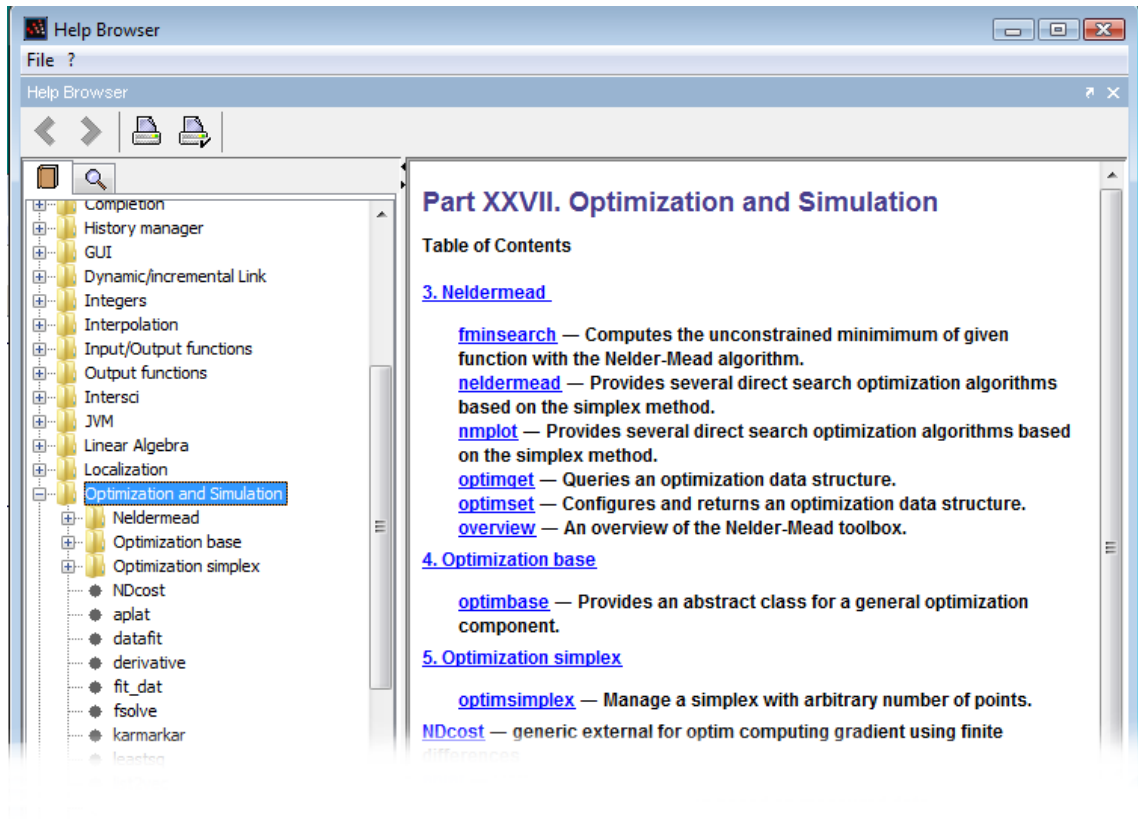 Help Browser
File ?
Help Browser
Completion
History manager
GUI
Dynamic/incremental Link
Integers
Interpolation
Input/Output functions
Output functions
Intersci
JVM
Linear Algebra
Localization
Optimization and Simulation
Neldermead
Optimization base
Optimization simplex
NDcost
aplat
datafit
derivative
fit_dat
fsolve
karmarkar
leastsq
Part XXVII. Optimization and Simulation
Table of Contents
3. Neldermead
fminsearch — Computes the unconstrained minimimum of given
function with the Nelder-Mead algorithm.
neldermead — Provides several direct search optimization algorithms
based on the simplex method.
nmplot — Provides several direct search optimization algorithms based
on the simplex method.
optimget — Queries an optimization data structure.
optimset — Configures and returns an optimization data structure.
overview — An overview of the Nelder-Mead toolbox.
4. Optimization base
optimbase — Provides an abstract class for a general optimization
component.
5. Optimization simplex
optimsimplex — Manage a simplex with arbitrary number of points.
NDcost — generic external for optim computing gradient using finite
differences